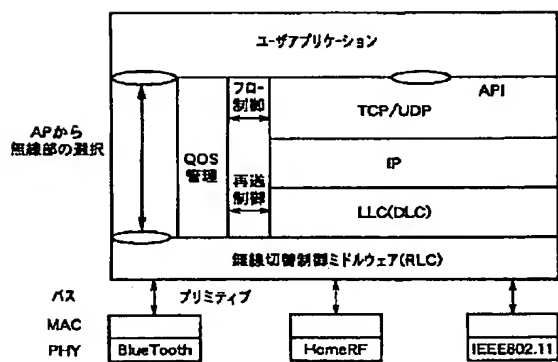 ユーザアプリケーション
フロー
制御
API
TCP/UDP
APから
無線部の選択
QOS
管理
IP
再送
制御
LLC(DLC)
無線切替制御ミドルウェア(RLC)
バス
プリミティブ
MAC
PHY
BlueTooth
HomeRF
IEEE802.11